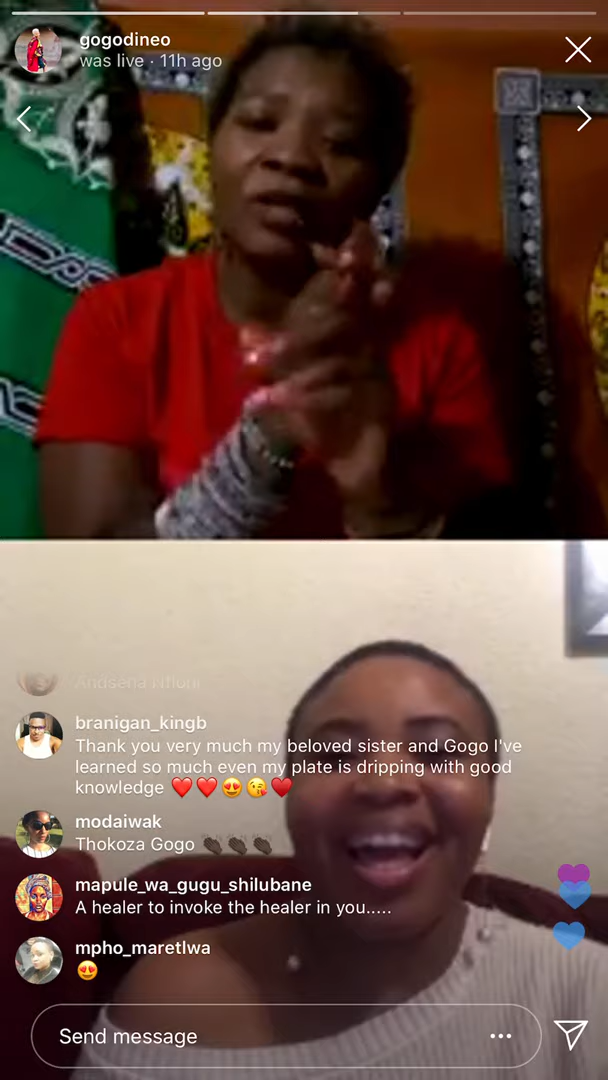 gogodineo
was live · 11h ago
branigan_kingb
Thank you very much my beloved sister and Gogo I've
learned so much even my plate is dripping with good
knowledge ❤️❤️😍😘♥️
modaiwak
Thokoza Gogo 👏🏿👏🏿👏🏿
mapule_wa_gugu_shilubane
A healer to invoke the healer in you.....
mpho_maretlwa
😍
Send message